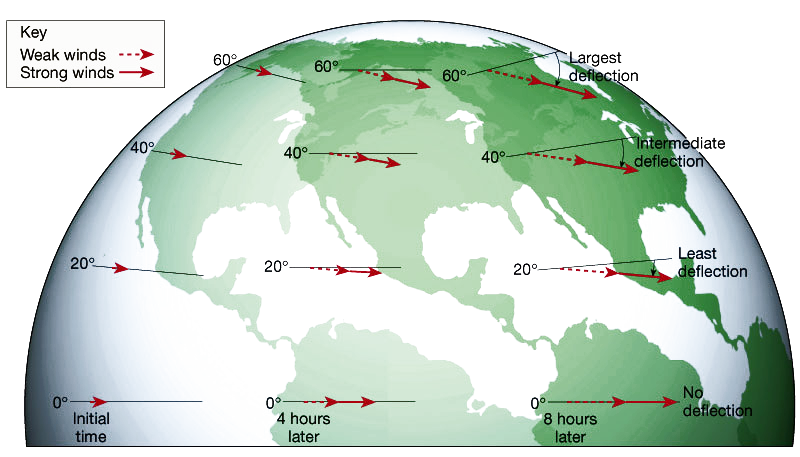 Key
Weak winds
Strong winds
60°
60°
60°
Largest
deflection
40°
40°
40°
Intermediate
deflection
20°
20°
20°
Least
deflection
0°
0°
0°
No
deflection
Initial
time
4 hours
later
8 hours
later